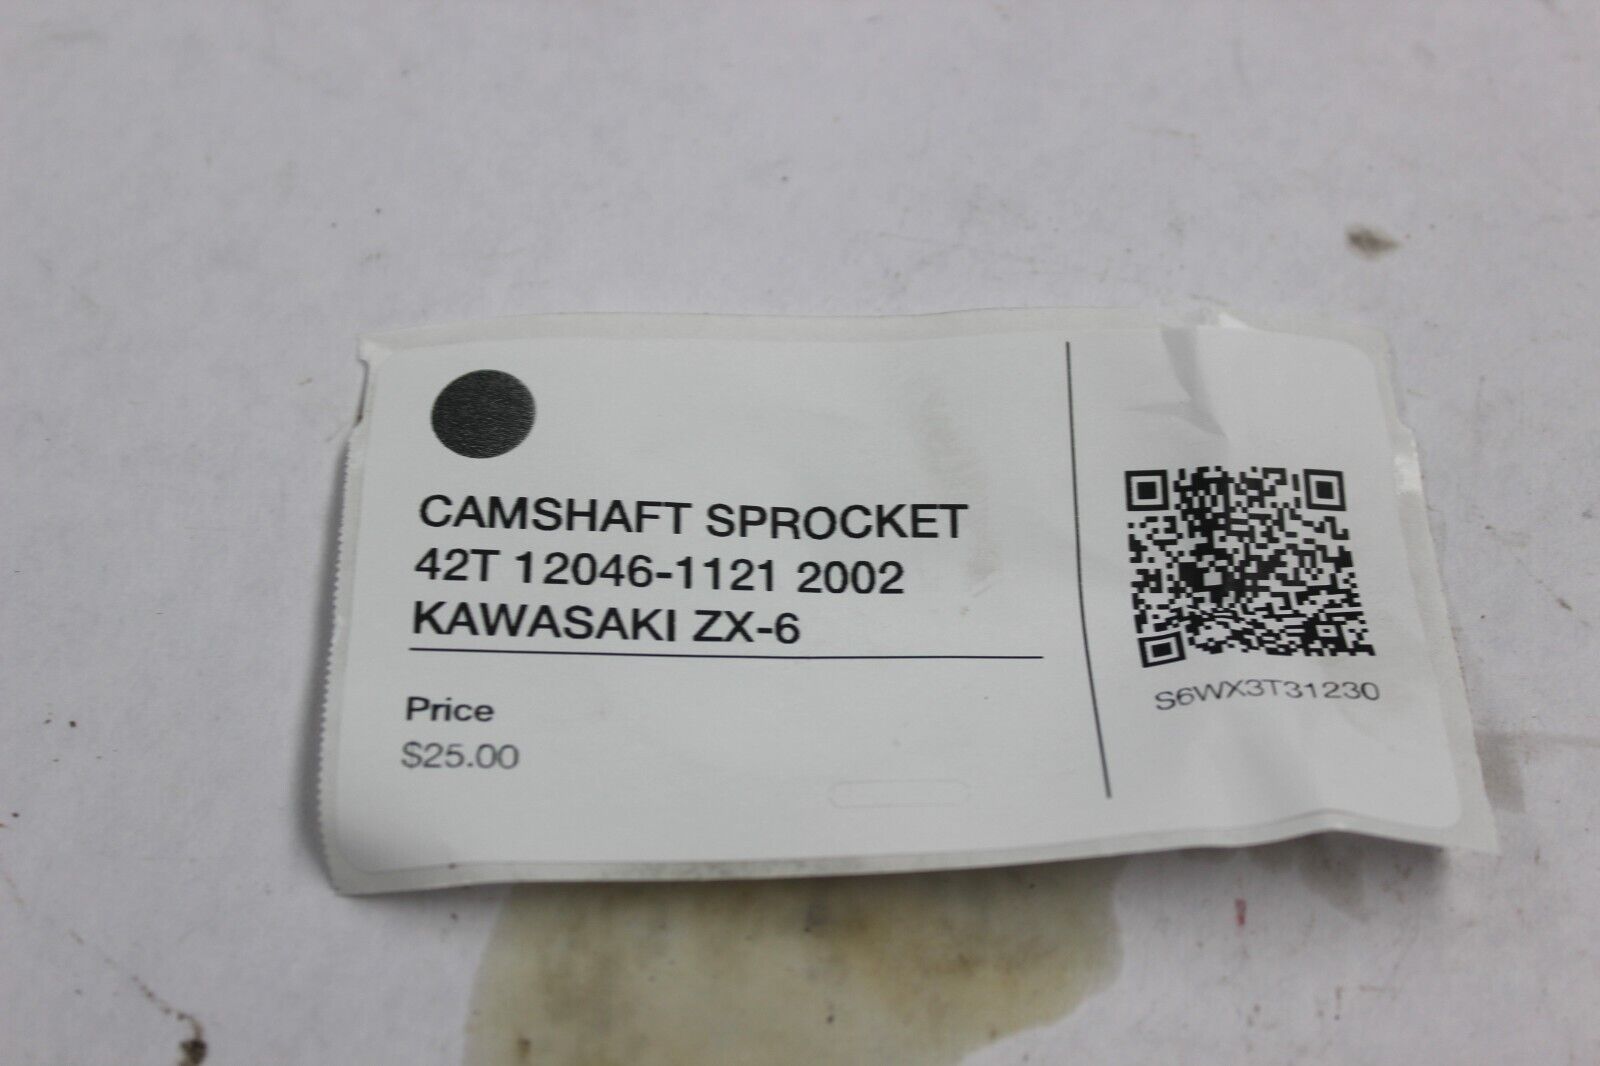 CAMSHAFT SPROCKET
42T 12046-1121 2002
KAWASAKI ZX-6
Price
$25.00
S6WX3T31230